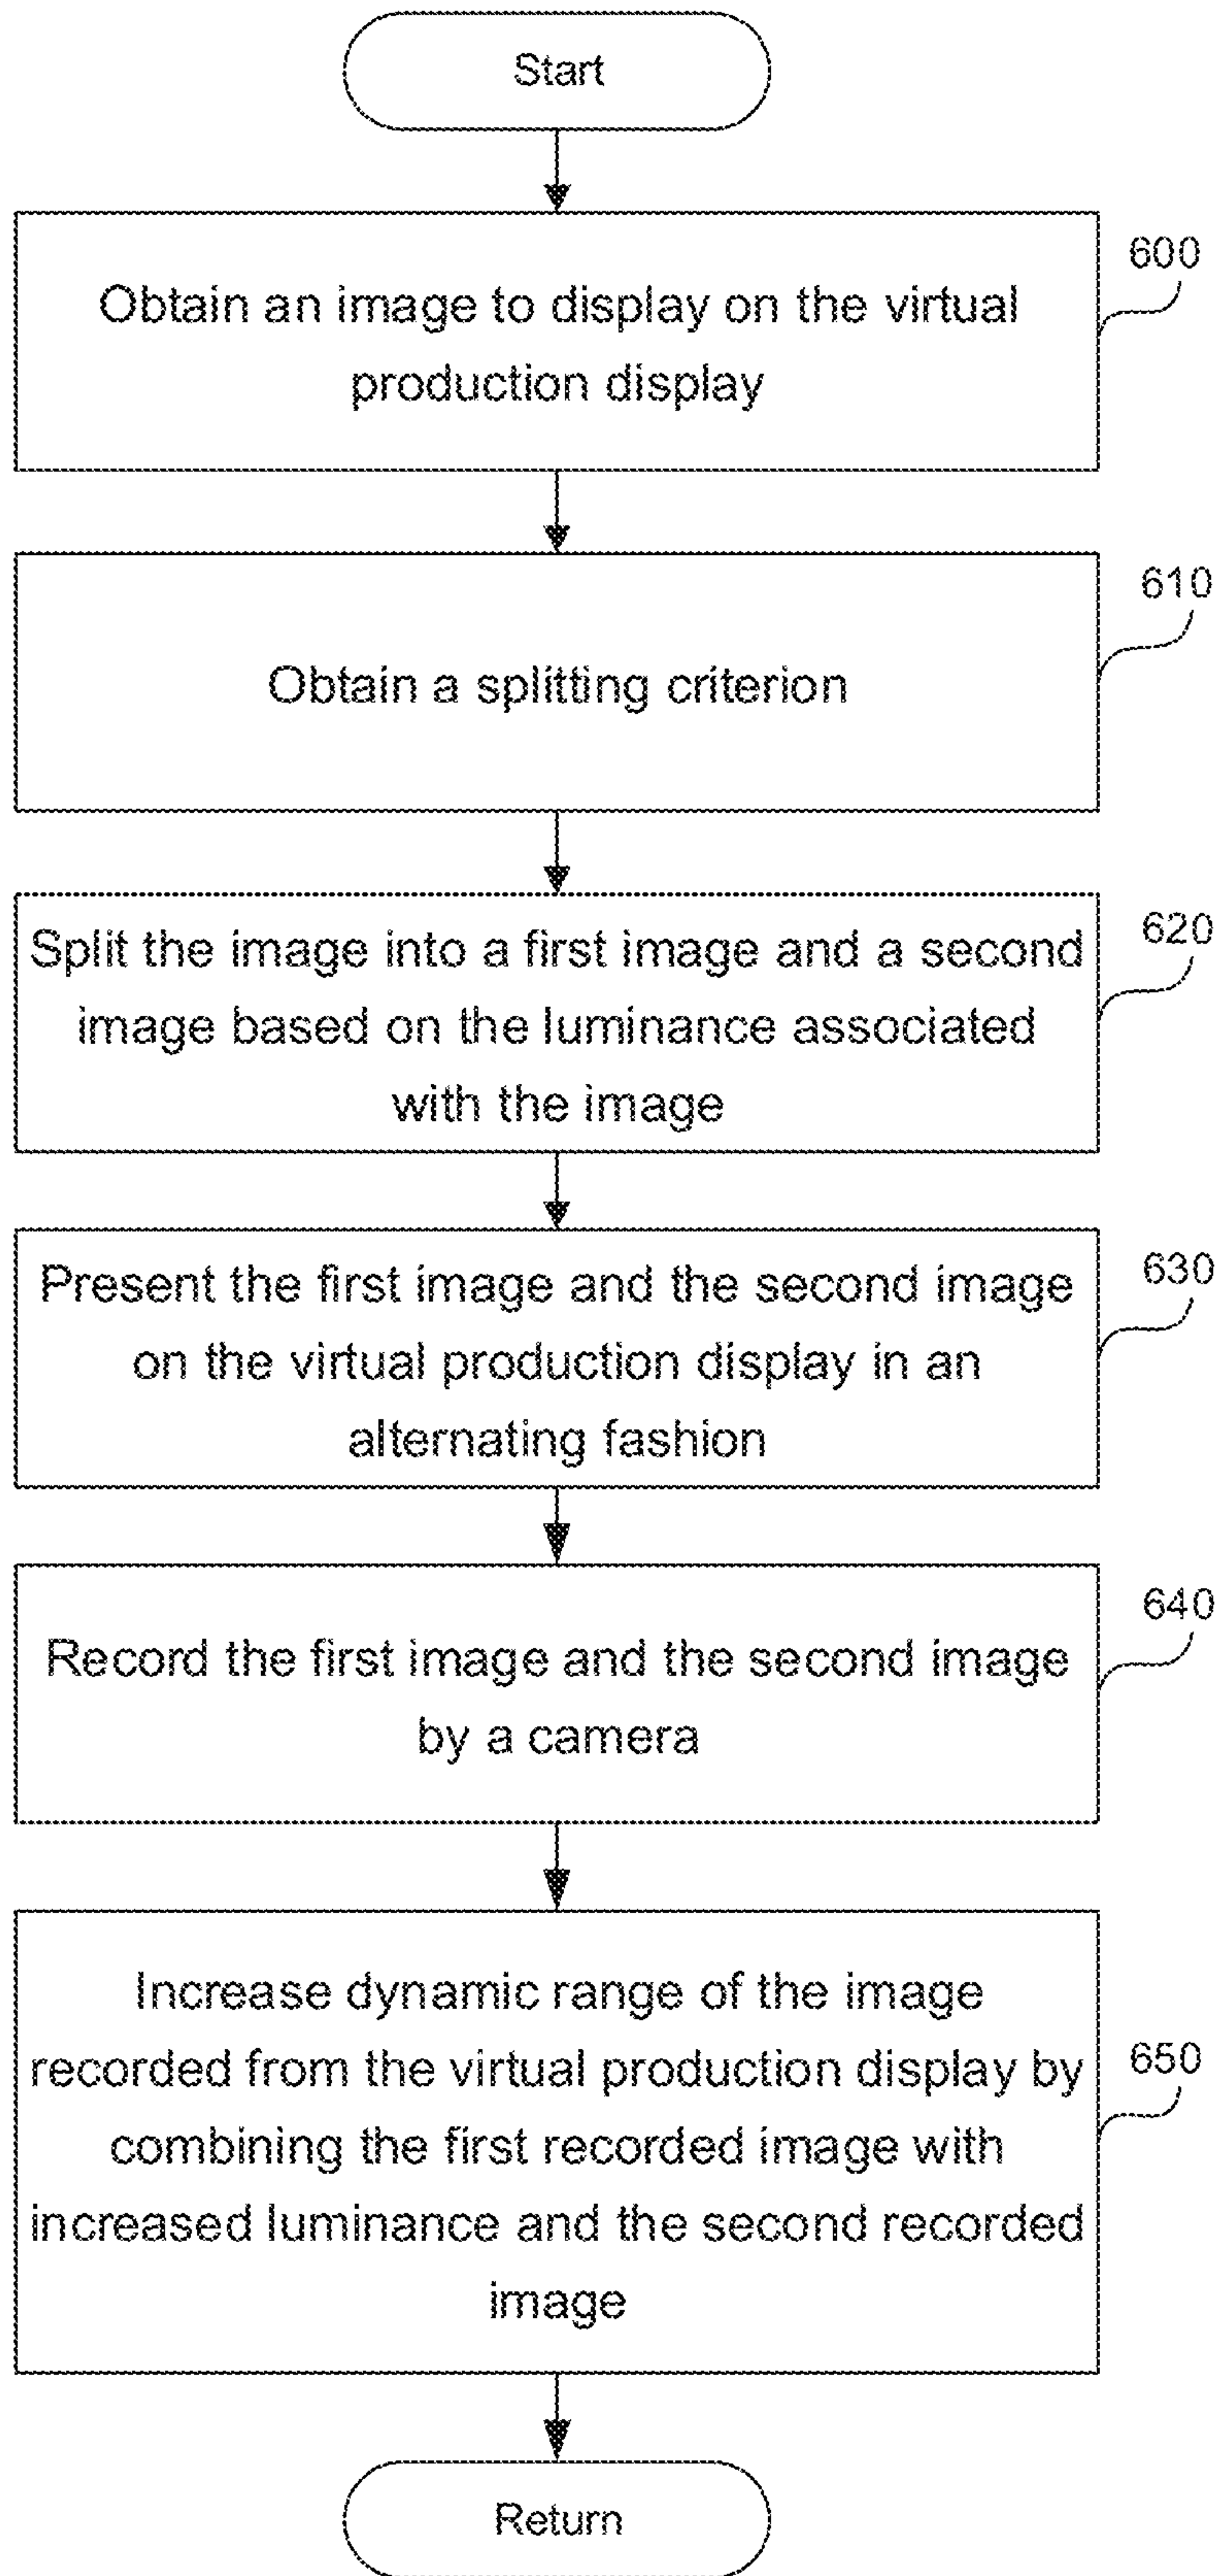 Start
600
Obtain an image to display on the virtual
production display
610
Obtain a splitting criterion
620
Split the image into a first image and a second
image based on the luminance associated
with the image
630
Present the first image and the second image
on the virtual production display in an
alternating fashion
640
Record the first image and the second image
by a camera
650
Increase dynamic range of the image
recorded from the virtual production display by
combining the first recorded image with
increased luminance and the second recorded
image
Return